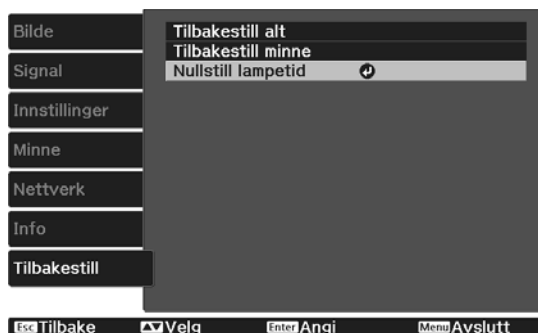 Bilde
Signal
Innstillinger
Minne
Nettverk
Info
Tilbakestill
Tilbakestill alt
Tilbakestill minne
Nullstill lampetid
Esc Tilbake Velg Enter Angi Menu Avslutt